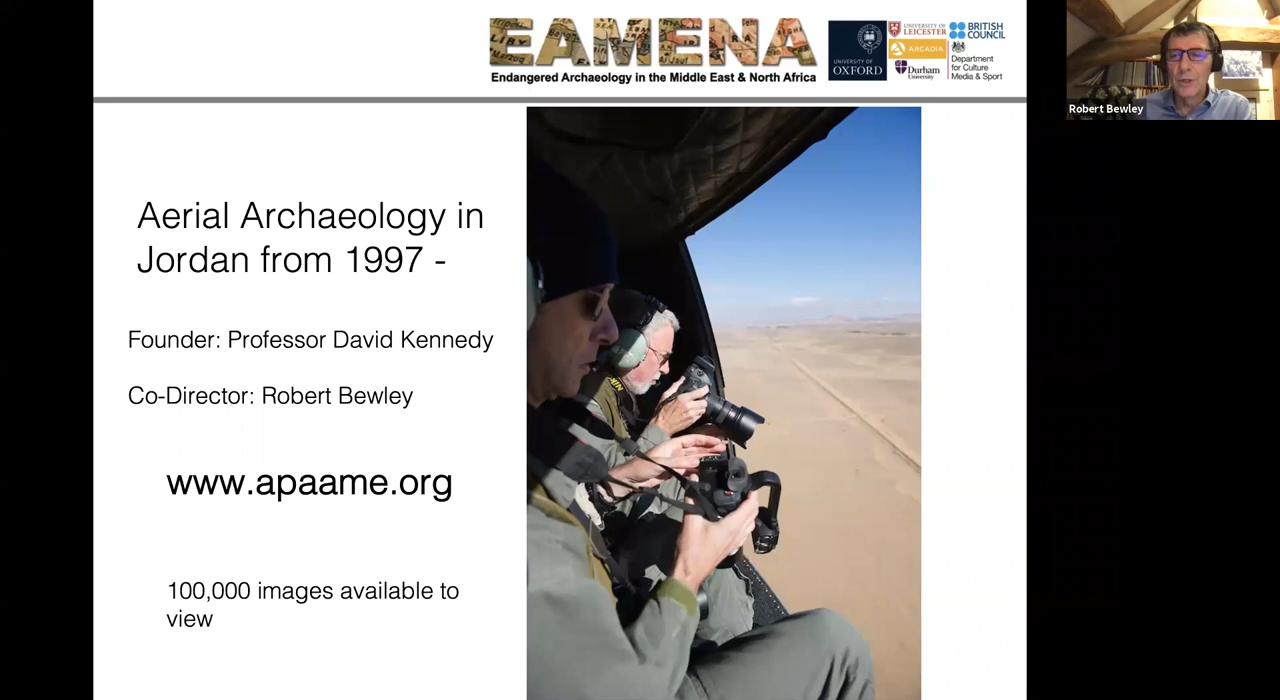 EAMENA
Endangered Archaeology in the Middle East & North Africa
UNIVERSITY OF
OXFORD
UNIVERSITY OF
LEICESTER
ARCADIA
Durham
University
BRITISH
COUNCIL
Department
for Culture
Media & Sport
Robert Bewley
Aerial Archaeology in
Jordan from 1997 -
Founder: Professor David Kennedy
Co-Director: Robert Bewley
www.apaame.org
100,000 images available to
view